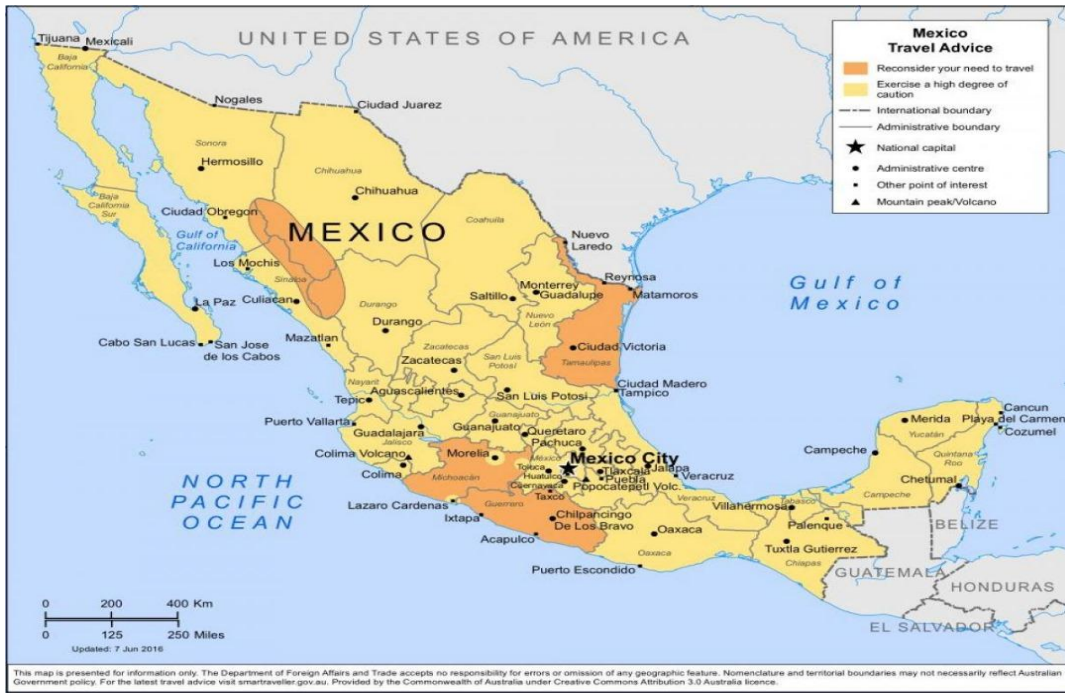 UNITED STATES OF AMERICA
Mexico
Travel Advice
Reconsider your need to travel
Exercise a high degree of
caution
International boundary
Administrative boundary
National capital
Administrative centre
Other point of interest
Mountain peak/Volcano
Tijuana
Mexicali
Baja
California
Nogales
Ciudad Juarez
Sonora
Hermosillo
Chihuahua
Chihuahua
Coahuila
Baja
California
Sur
Ciudad Obregon
MEXICO
Gulf of
California
Nuevo
Laredo
Los Mochis
Sinaloa
Reynosa
Monterrey
Guadalupe
Matamoros
Gulf of
Mexico
La Paz
Culiacan
Saltillo
Durango
Nuevo
León
Durango
Cabo San Lucas
San Jose
de los Cabos
Mazatlan
Zacatecas
Zacatecas
San Luis
Potosí
Ciudad Victoria
Tamaulipas
Nayarit
Aguascalientes
San Luis Potosi
Ciudad Madero
Tampico
Tepic
Puerto Vallarta
Guanajuato
Guanajuato
Queretaro
Guadalajara
Jalisco
Pachuca
Merida
Yucatán
Cancun
Playa del Carmen
Cozumel
Colima Volcano
Morelia
México
Mexico City
Campeche
Quintana
Roo
Colima
Michoacán
Toluca
Huatulco
Tlaxcala
Jalapa
Puebla
Veracruz
Cuernavaca
Popocatepetl Volc.
Chetumal
NORTH
PACIFIC
OCEAN
Taxco
Veracruz
Tabasco
Campeche
Lazaro Cardenas
Guerrero
Villahermosa
Ixtapa
Chilpancingo
De Los Bravo
Palenque
BELIZE
Acapulco
Oaxaca
Oaxaca
Tuxtla Gutierrez
Chiapas
Puerto Escondido
GUATEMALA
HONDURAS
EL SALVADOR
0 200 400 Km
0 125 250 Miles
Updated: 7 Jun 2016
This map is presented for information only. The Department of Foreign Affairs and Trade accepts no responsibility for errors or omission of any geographic feature. Nomenclature and territorial boundaries may not necessarily reflect Australian
Government policy. For the latest travel advice visit smartraveller.gov.au. Provided by the Commonwealth of Australia under Creative Commons Attribution 3.0 Australia licence.